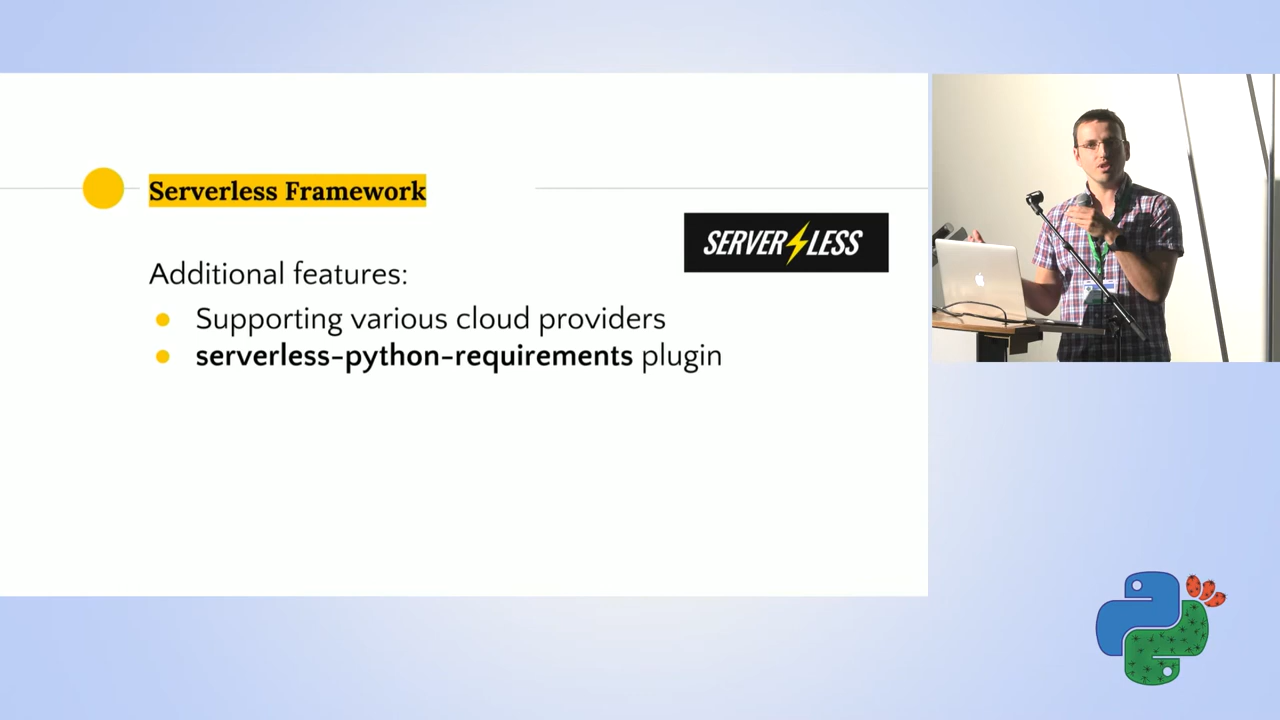 Serverless Framework
SERVERLESS
Additional features:
Supporting various cloud providers
serverless-python-requirements plugin